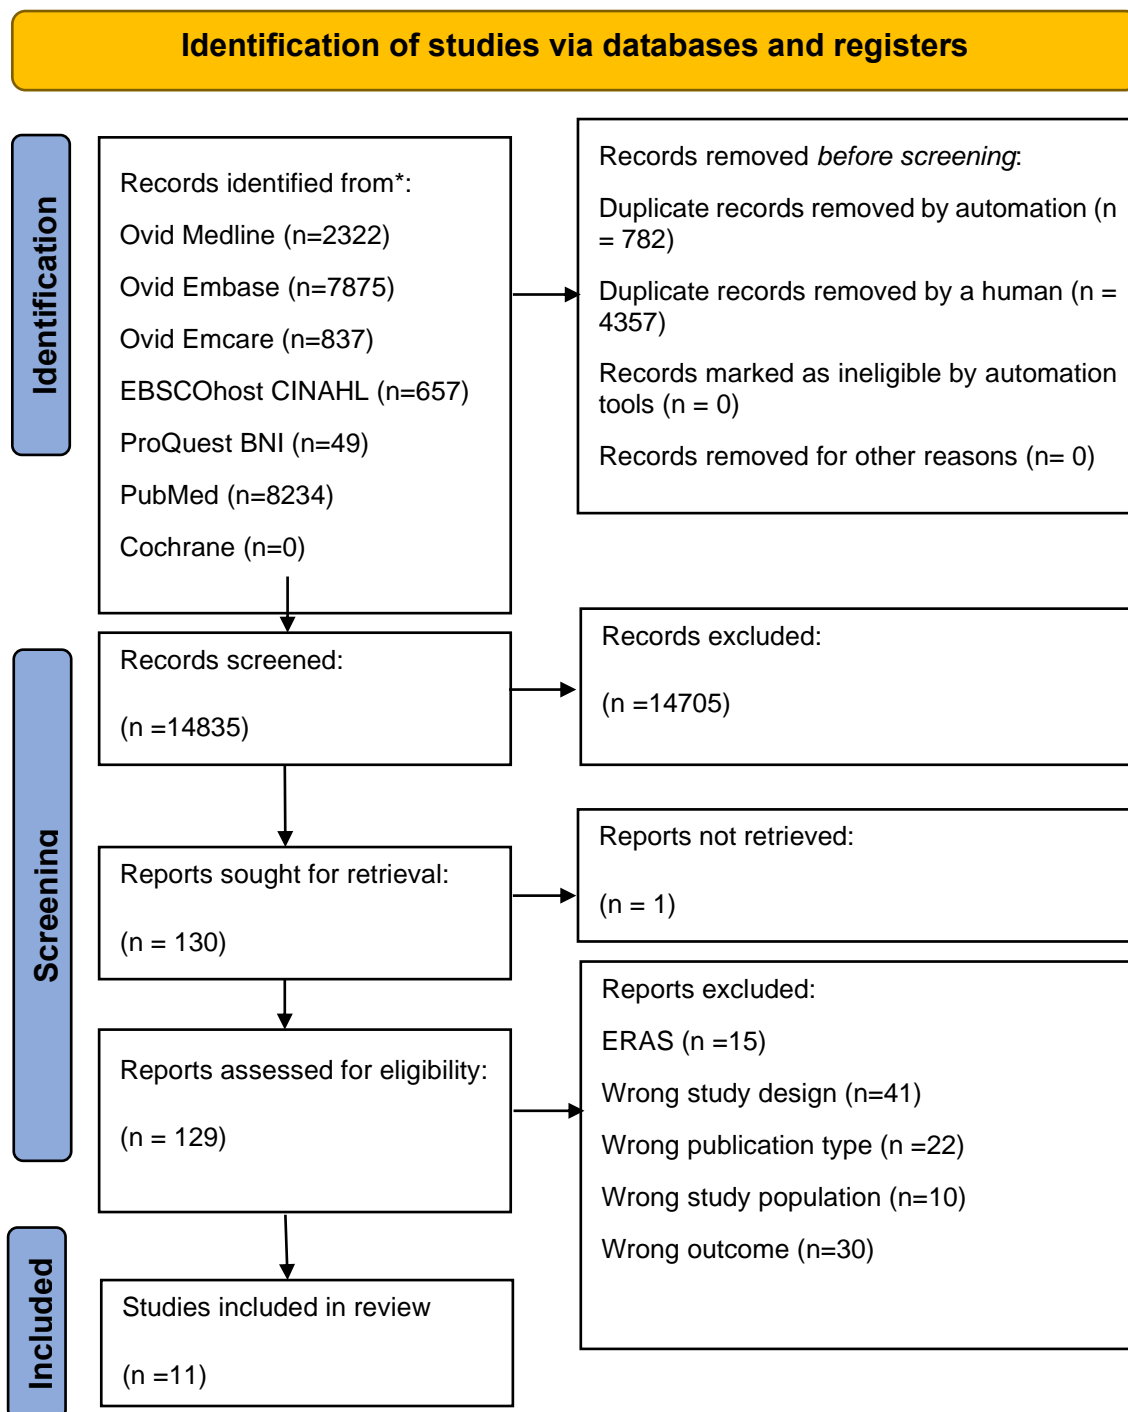 Identification of studies via databases and registers
Identification
Records identified from*:
Ovid Medline (n=2322)
Ovid Embase (n=7875)
Ovid Emcare (n=837)
EBSCOhost CINAHL (n=657)
ProQuest BNI (n=49)
PubMed (n=8234)
Cochrane (n=0)
Records removed before screening:
Duplicate records removed by automation (n
= 782)
Duplicate records removed by a human (n =
4357)
Records marked as ineligible by automation
tools (n = 0)
Records removed for other reasons (n= 0)
Screening
Records screened:
(n =14835)
Records excluded:
(n =14705)
Reports sought for retrieval:
(n = 130)
Reports not retrieved:
(n = 1)
Reports assessed for eligibility:
(n = 129)
Reports excluded:
ERAS (n =15)
Wrong study design (n=41)
Wrong publication type (n =22)
Wrong study population (n=10)
Wrong outcome (n=30)
Included
Studies included in review
(n =11)